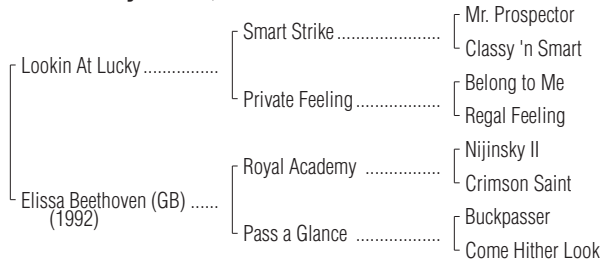 Mr. Prospector
Smart Strike ....................
Classy 'n Smart
Lookin At Lucky ................
Belong to Me
Private Feeling ..................
Regal Feeling
Nijinsky II
Royal Academy ................
Crimson Saint
Elissa Beethoven (GB) ......
(1992)
Buckpasser
Pass a Glance ..................
Come Hither Look